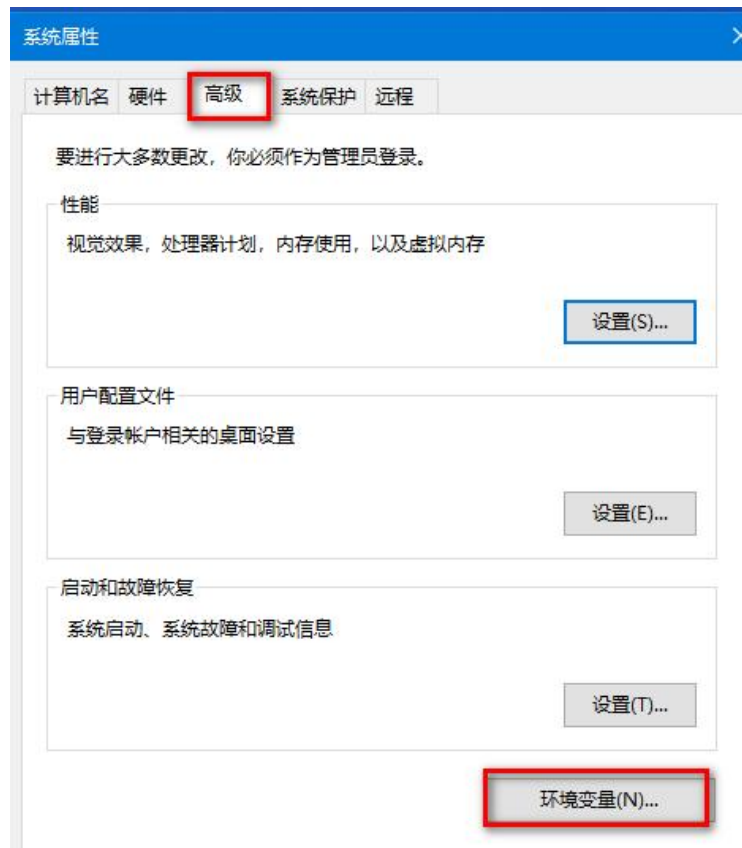 系统属性
计算机名 硬件 高级 系统保护 远程
要进行大多数更改，你必须作为管理员登录。
性能
视觉效果，处理器计划，内存使用，以及虚拟内存
设置(S)...
用户配置文件
与登录帐户相关的桌面设置
设置(E)...
启动和故障恢复
系统启动、系统故障和调试信息
设置(T)...
环境变量(N)...